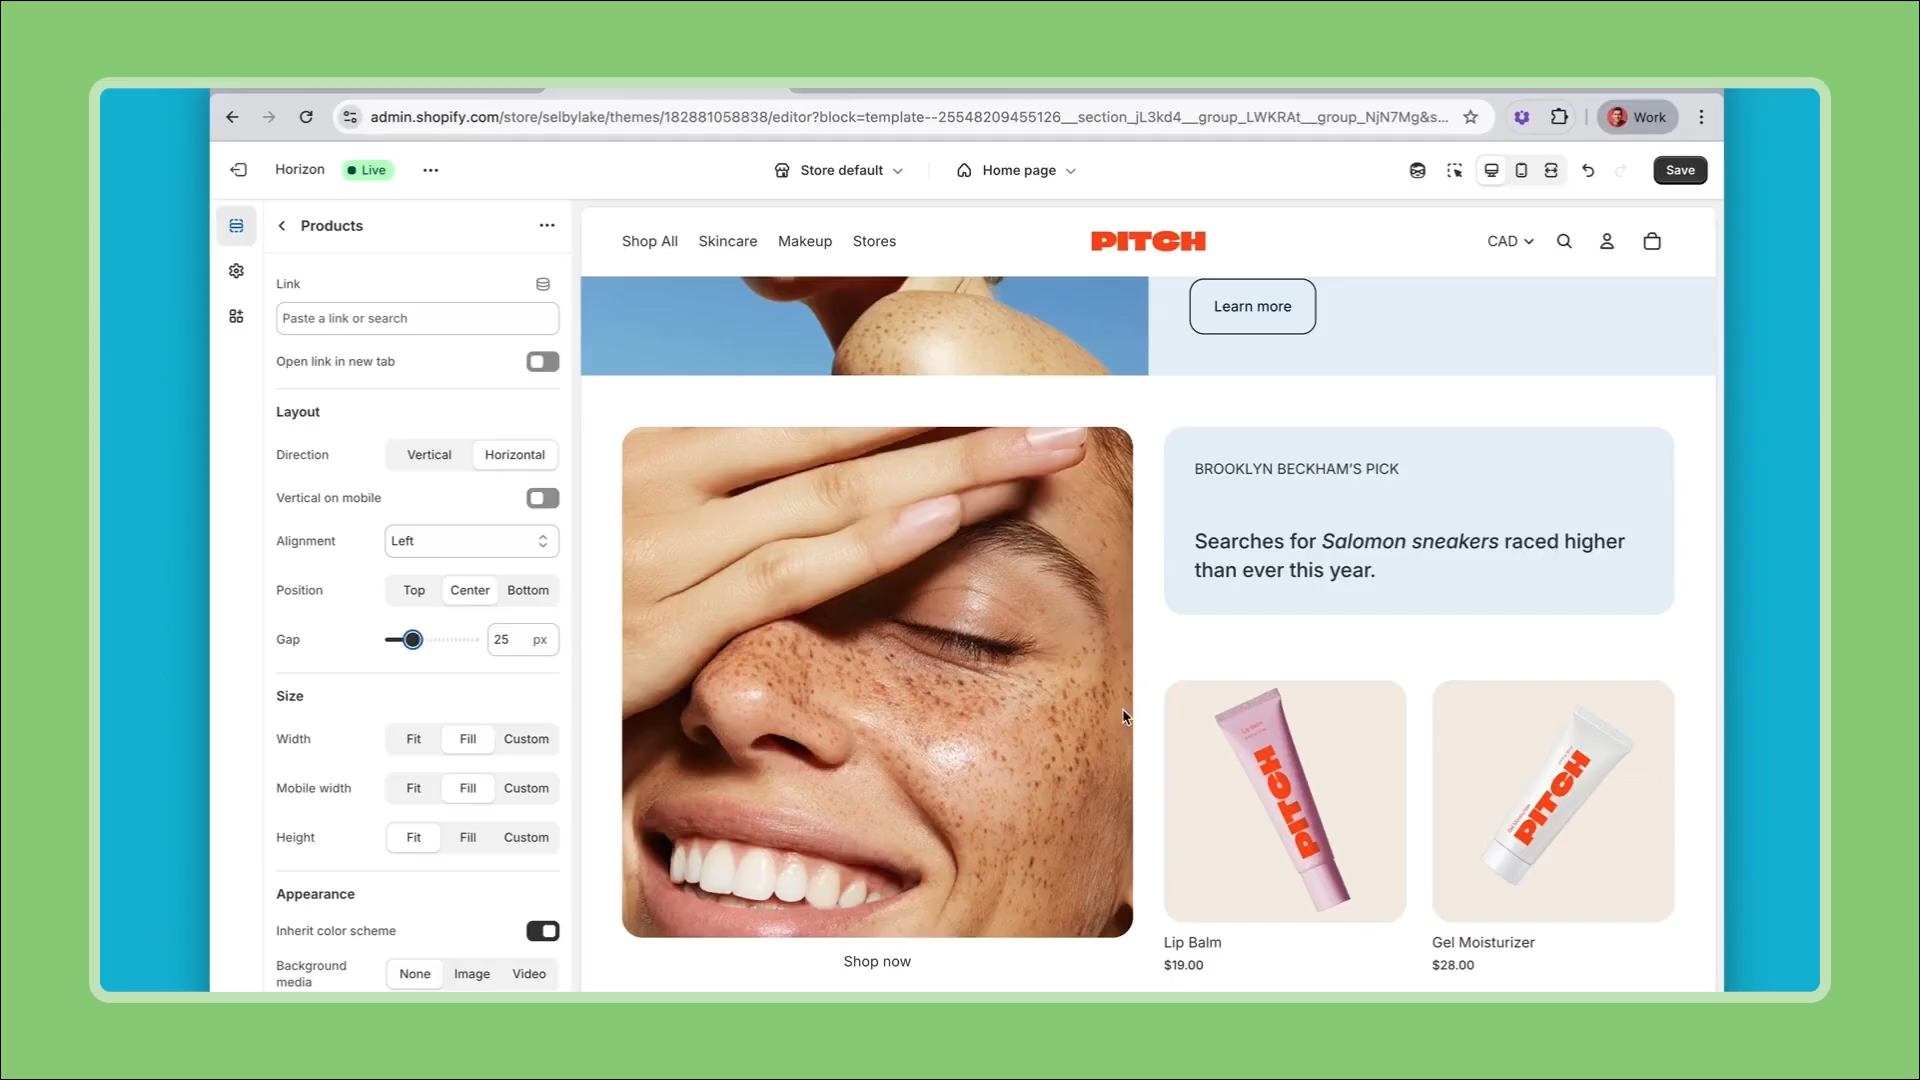 admin.shopify.com/store/selbylake/themes/182881058838/editor?block=template--25548209455126__section_jL3kd4__group_LWKRAt__group_NjN7Mg&s...
Work
Horizon
Live
Store default
Home page
Save
Products
Link
Paste a link or search
Open link in new tab
Layout
Direction Vertical Horizontal
Vertical on mobile
Alignment Left
Position Top Center Bottom
Gap 25 px
Size
Width Fit Fill Custom
Mobile width Fit Fill Custom
Height Fit Fill Custom
Appearance
Inherit color scheme
Background media None Image Video
Shop All Skincare Makeup Stores
PITCH
CAD
Learn more
BROOKLYN BECKHAM'S PICK
Searches for Salomon sneakers raced higher
than ever this year.
Shop now
Lip Balm
PITCH
Lip Balm
$19.00
PITCH
Gel Moisturizer
$28.00